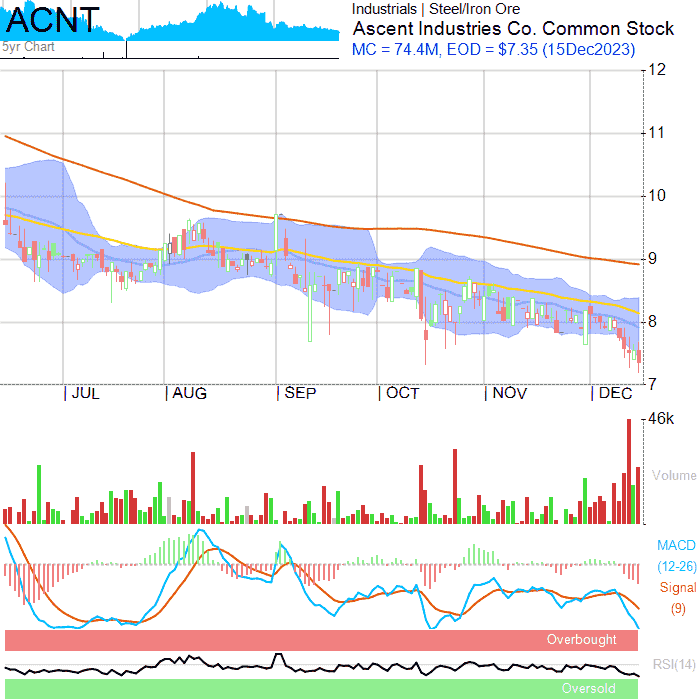 ACNT
5yr Chart
Industrials | Steel/Iron Ore
Ascent Industries Co. Common Stock
MC = 74.4M, EOD = $7.35 (15Dec2023)
12
11
10
9
8
7
| JUL | AUG | SEP | OCT | NOV | DEC
46k
Volume
MACD
(12-26)
Signal
(9)
Overbought
RSI(14)
Oversold